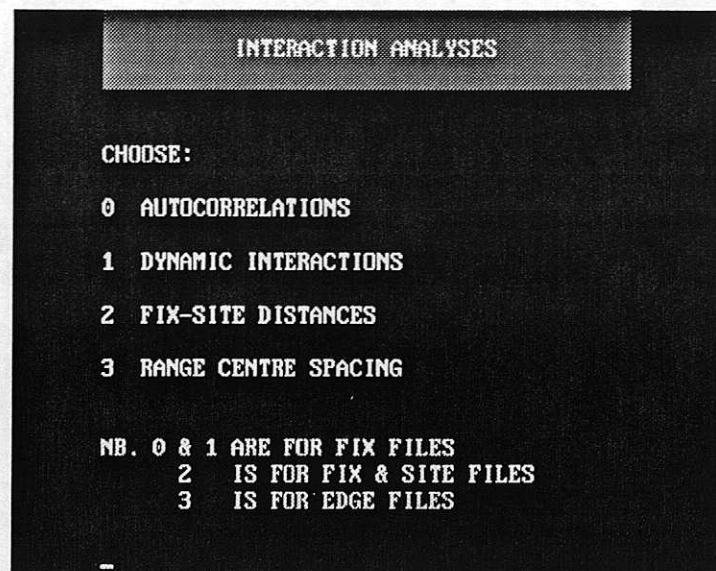 INTERACTION ANALYSES
CHOOSE:
0 AUTOCORRELATIONS
1 DYNAMIC INTERACTIONS
2 FIX-SITE DISTANCES
3 RANGE CENTRE SPACING
NB. 0 & 1 ARE FOR FIX FILES
2 IS FOR FIX & SITE FILES
3 IS FOR EDGE FILES